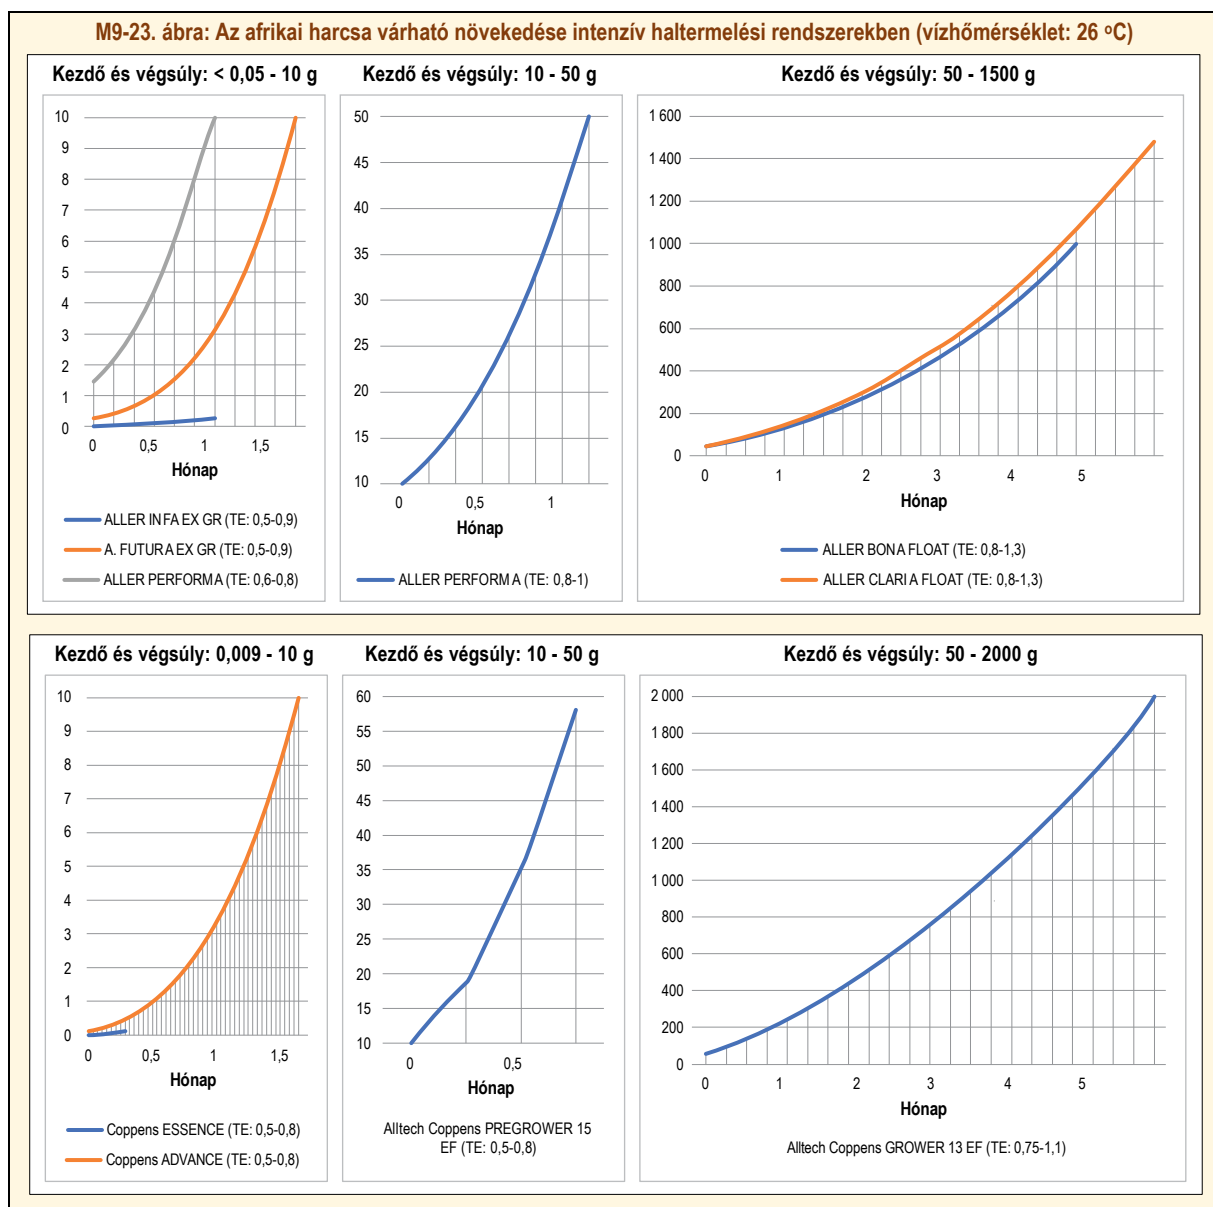 M9-23. ábra: Az afrikai harcsa várható növekedése intenzív haltermelési rendszerekben (vízhőmérséklet: 26 ºC)
Kezdő és végsúly: < 0,05 - 10 g
10
9
8
7
6
5
4
3
2
1
0
0 0,5 1 1,5
Hónap
ALLER INFA EX GR (TE: 0,5-0,9)
A. FUTURA EX GR (TE: 0,5-0,9)
ALLER PERFORMA (TE: 0,6-0,8)
Kezdő és végsúly: 10 - 50 g
50
45
40
35
30
25
20
15
10
0 0,5 1
Hónap
ALLER PERFORMA (TE: 0,8-1)
Kezdő és végsúly: 50 - 1500 g
1 600
1 400
1 200
1 000
800
600
400
200
0
0 1 2 3 4 5
Hónap
ALLER BONA FLOAT (TE: 0,8-1,3)
ALLER CLARIA FLOAT (TE: 0,8-1,3)
Kezdő és végsúly: 0,009 - 10 g
10
9
8
7
6
5
4
3
2
1
0
0 0,5 1 1,5
Hónap
Coppens ESSENCE (TE: 0,5-0,8)
Coppens ADVANCE (TE: 0,5-0,8)
Kezdő és végsúly: 10 - 50 g
60
55
50
45
40
35
30
25
20
15
10
0 0,5
Hónap
Alltech Coppens PREGROWER 15
EF (TE: 0,5-0,8)
Kezdő és végsúly: 50 - 2000 g
2 000
1 800
1 600
1 400
1 200
1 000
800
600
400
200
0
0 1 2 3 4 5
Hónap
Alltech Coppens GROWER 13 EF (TE: 0,75-1,1)